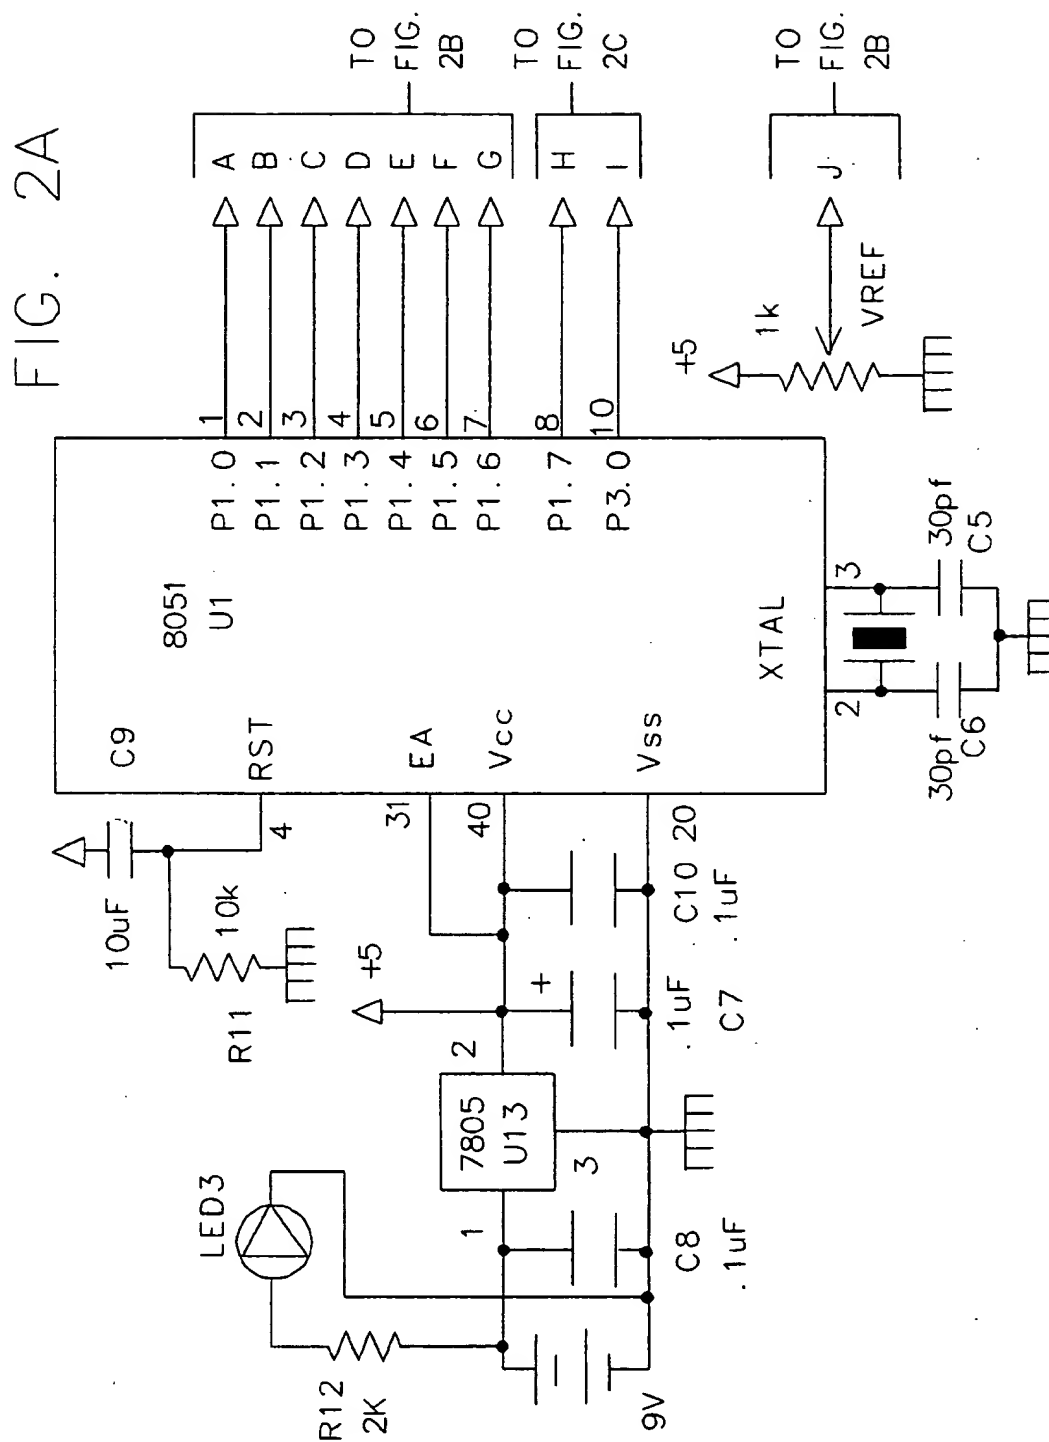 FIG. 2A
TO
FIG.
2B
TO
FIG.
2C
TO
FIG.
2B
A
B
C
D
E
F
G
H
I
J
1
2
3
4
5
6
7
8
10
P1.0
P1.1
P1.2
P1.3
P1.4
P1.5
P1.6
P1.7
P3.0
8051
U1
C9
RST
EA
Vcc
Vss
XTAL
+5
1k
VREF
3
2
30pf
C5
30pf
C6
4
31
40
20
10uF
10k
R11
+5
+
C10
.1uF
.1uF
C7
2
7805
U13
3
1
C8
.1uF
LED3
R12
2K
9V